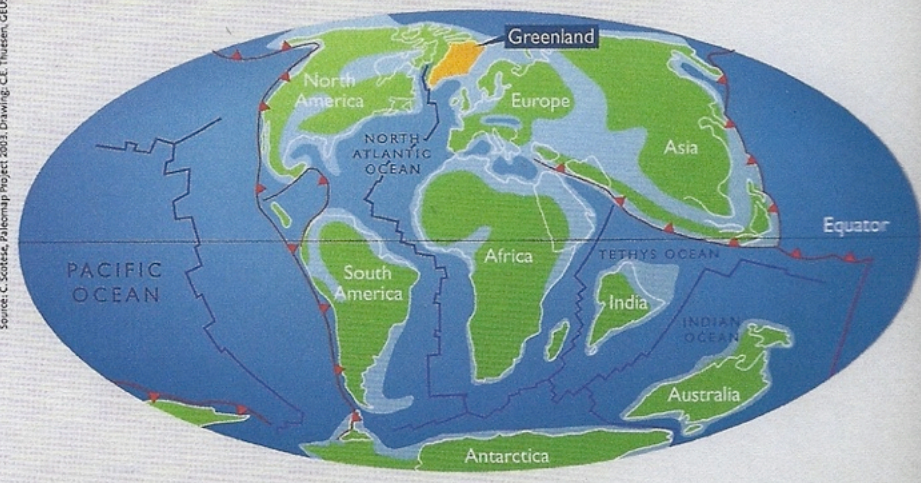 Source: C. Scotese, Paleomap Project 2003. Drawing: C.E. Thuesen, GEUS
Greenland
North
America
Europe
NORTH
ATLANTIC
OCEAN
Asia
Equator
TETHYS OCEAN
Africa
PACIFIC
OCEAN
South
America
India
INDIAN
OCEAN
Australia
Antarctica